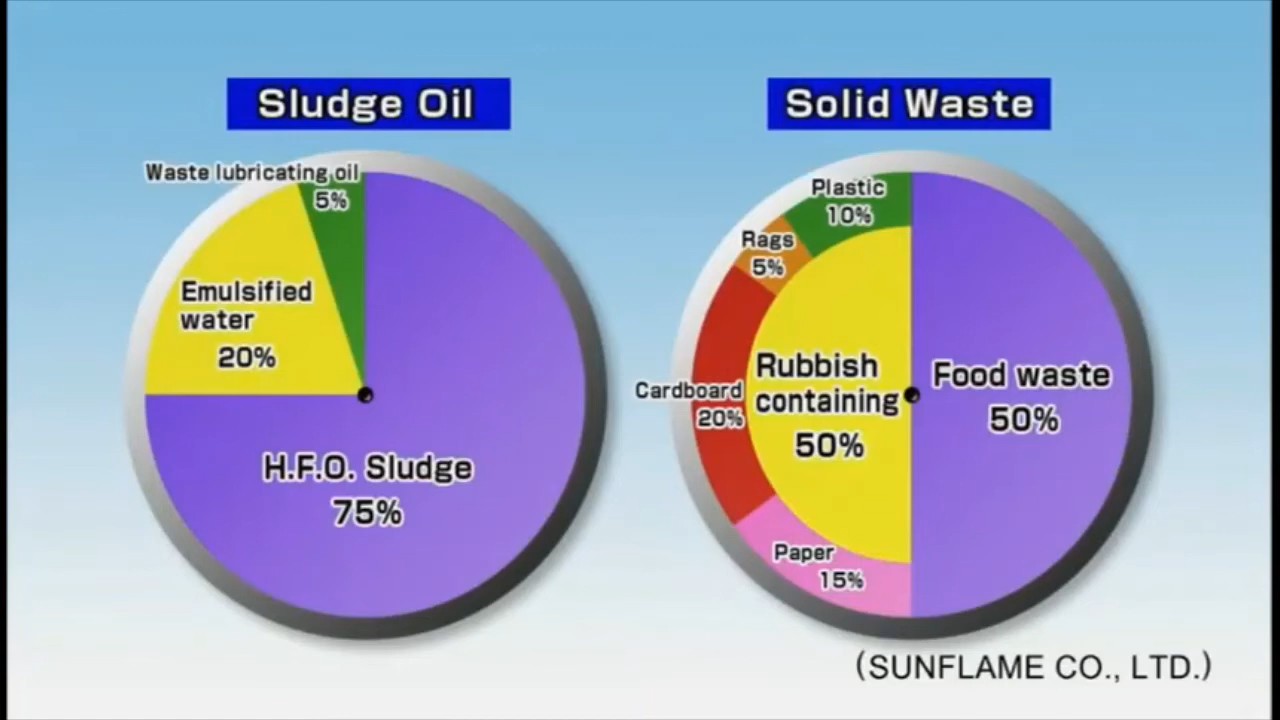 Sludge Oil
Waste lubricating oil
5%
Emulsified
water
20%
H.F.O. Sludge
75%
Solid Waste
Plastic
10%
Rags
5%
Cardboard
20%
Rubbish
containing
50%
Food waste
50%
Paper
15%
(SUNFLAME CO., LTD.)